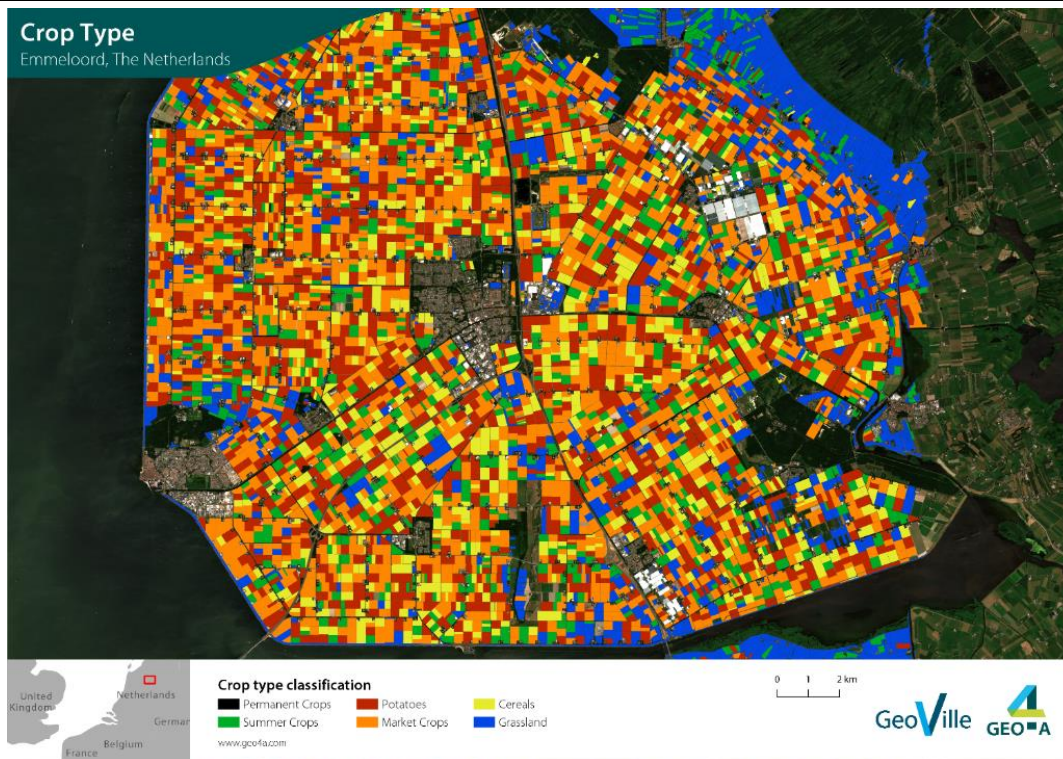 Crop Type
Emmeloord, The Netherlands
United
Kingdom
Netherlands
German
Belgium
France
Crop type classification
Permanent Crops
Potatoes
Cereals
Summer Crops
Market Crops
Grassland
www.geo4a.com
0 1 2 km
GeoVille
GEO4A